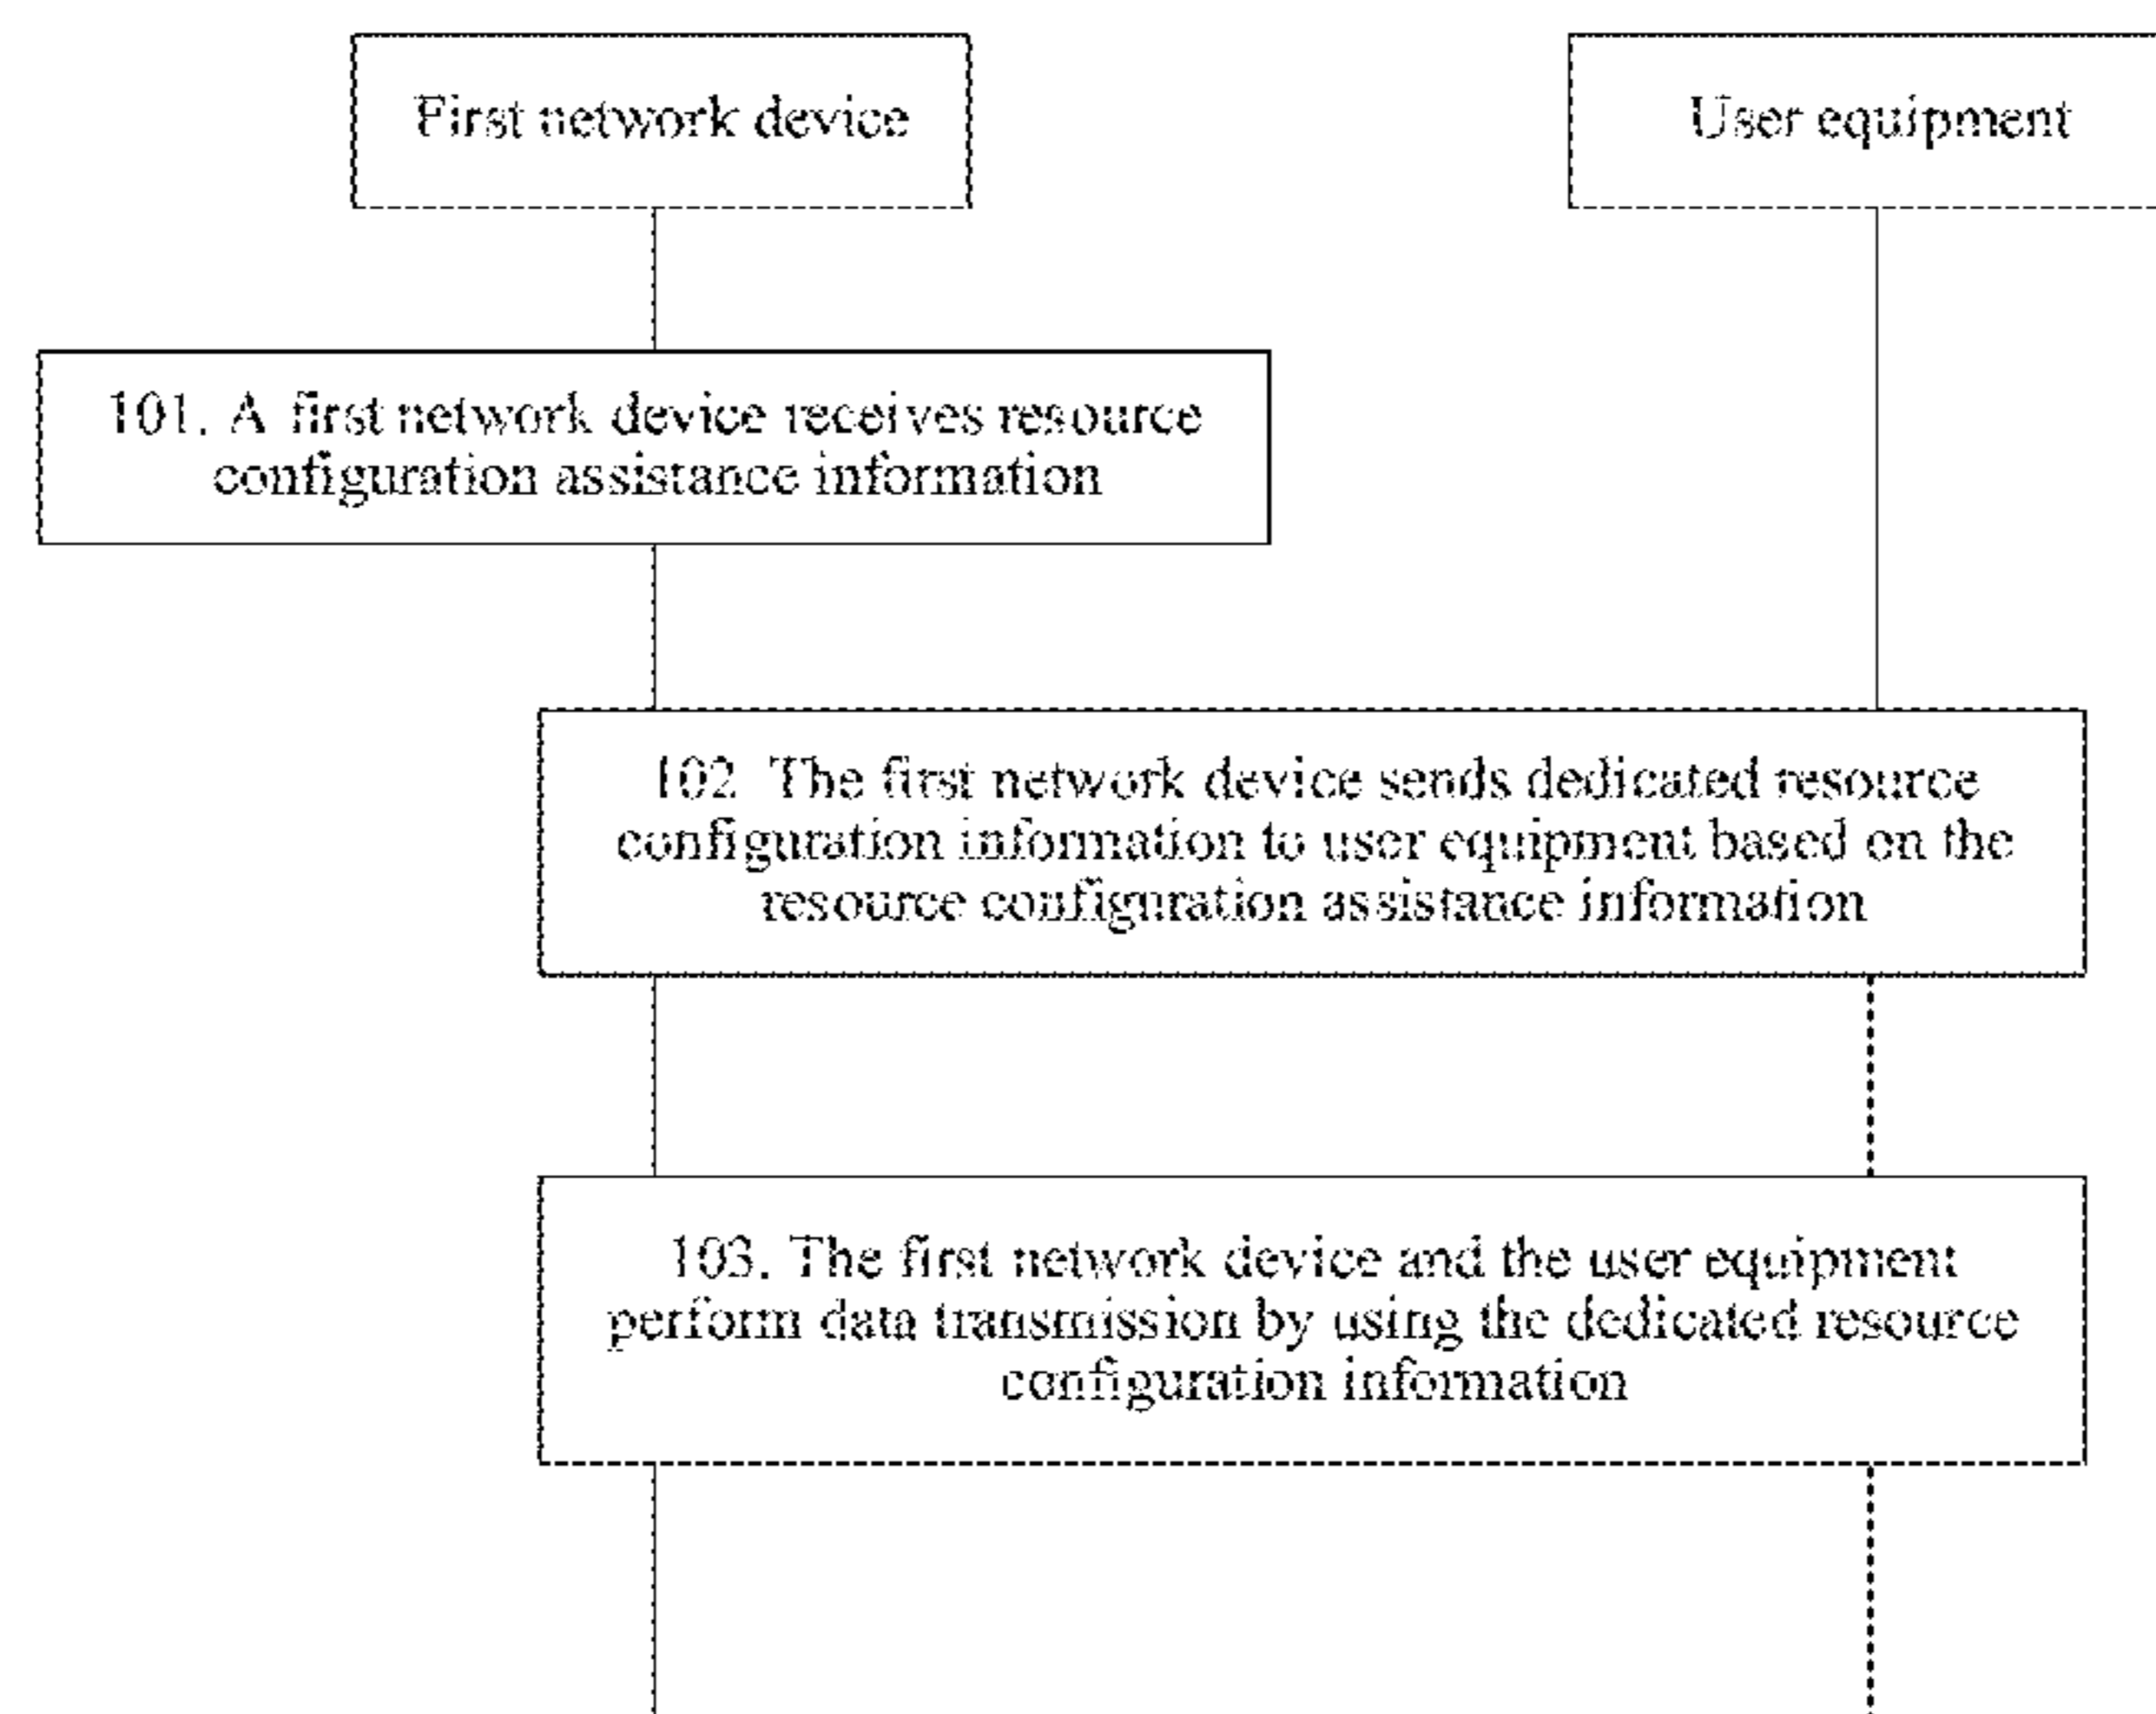 First network device
User equipment
101. A first network device receives resource
configuration assistance information
102 The first network device sends dedicated resource
configuration information to user equipment based on the
resource configuration assistance information
103. The first network device and the user equipment
perform data transmission by using the dedicated resource
configuration information